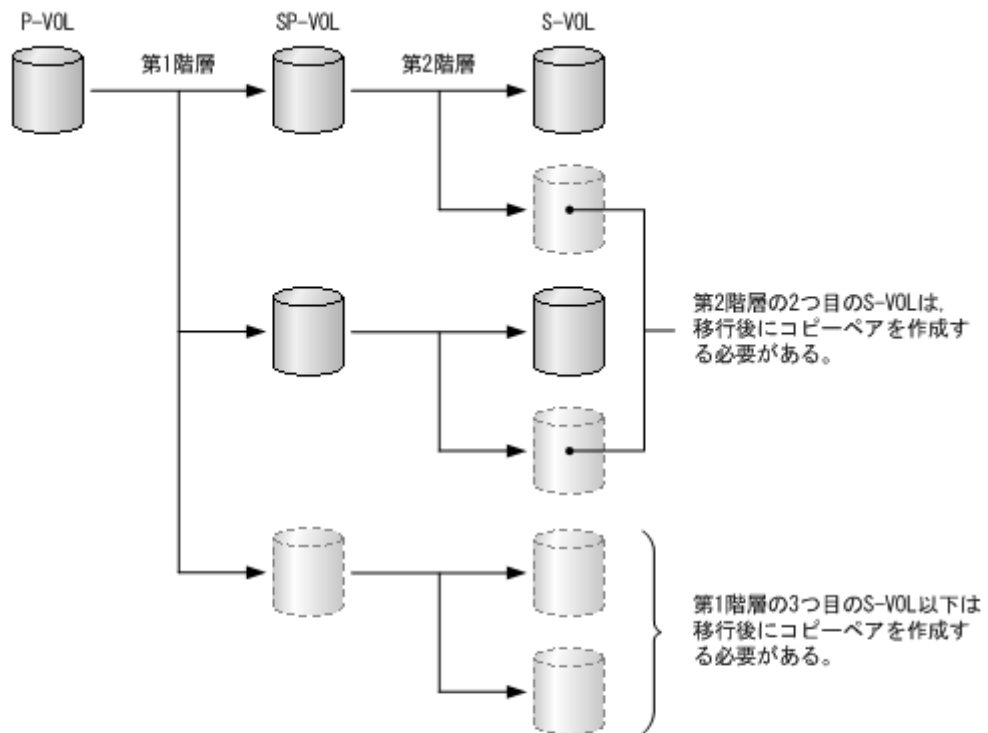 P-VOL
SP-VOL
S-VOL
第1階層
第2階層
第2階層の2つ目のS-VOLは,
移行後にコピーペアを作成す
る必要がある。
第1階層の3つ目のS-VOL以下は
移行後にコピーペアを作成す
る必要がある。